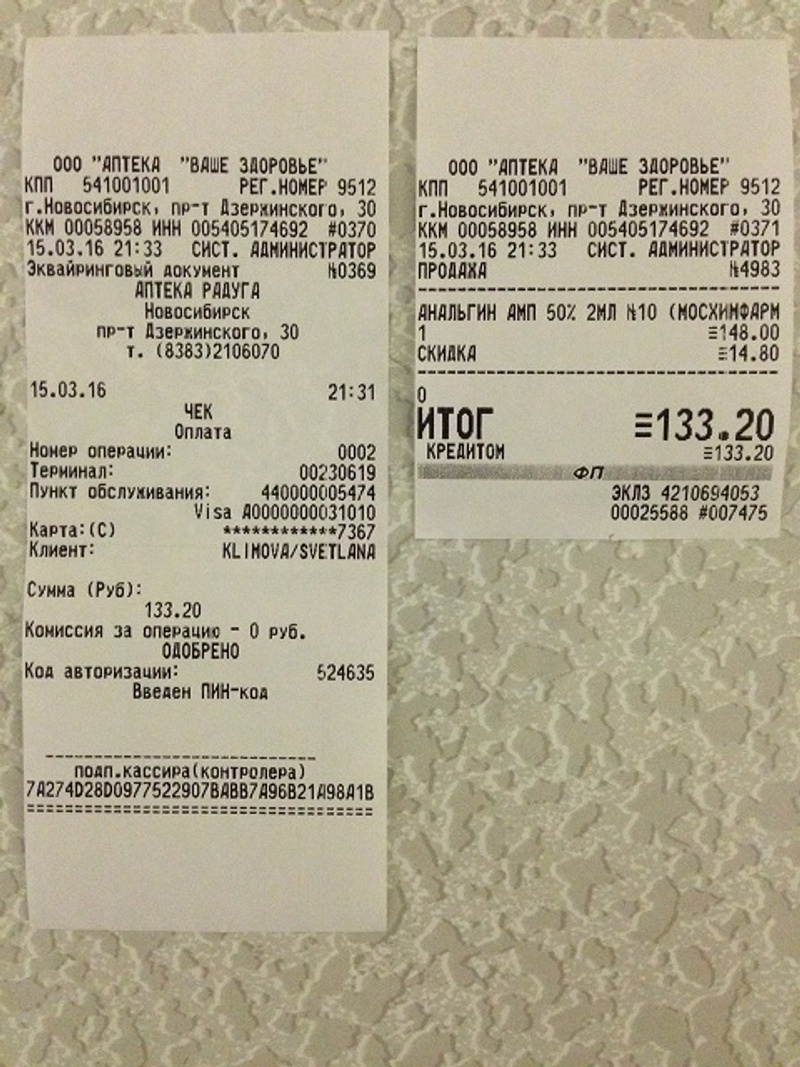 ООО "АПТЕКА "ВАШЕ ЗДОРОВЬЕ"
КПП 541001001 РЕГ.НОМЕР 9512
г.Новосибирск, пр-т Дзержинского, 30
ККМ 00058958 ИНН 005405174692 #0370
15.03.16 21:33 СИСТ. АДМИНИСТРАТОР
Эквайринговый документ №0369
АПТЕКА РАДУГА
Новосибирск
пр-т Дзержинского, 30
т. (8383)2106070
15.03.16 21:31
ЧЕК
Оплата
Номер операции: 0002
Терминал: 00230619
Пункт обслуживания: 440000005474
Visa A0000000031010
Карта:(C) ************7367
Клиент: KLIMOVA/SVETLANA
Сумма (Руб):
133.20
Комиссия за операцию - 0 руб.
ОДОБРЕНО
Код авторизации: 524635
Введен ПИН-код
подп.кассира(контролера)
7A274D28D0977522907BABB7A96B21A98A1B
ООО "АПТЕКА "ВАШЕ ЗДОРОВЬЕ"
КПП 541001001 РЕГ.НОМЕР 9512
г.Новосибирск, пр-т Дзержинского, 30
ККМ 00058958 ИНН 005405174692 #0371
15.03.16 21:33 СИСТ. АДМИНИСТРАТОР
ПРОДАЖА №4983
АНАЛЬГИН АМП 50% 2МЛ №10 (МОСХИМФАРМ
1 ≡148.00
СКИДКА ≡14.80
0
ИТОГ ≡133.20
КРЕДИТОМ ≡133.20
ФП
ЭКЛЗ 4210694053
00025588 #007475